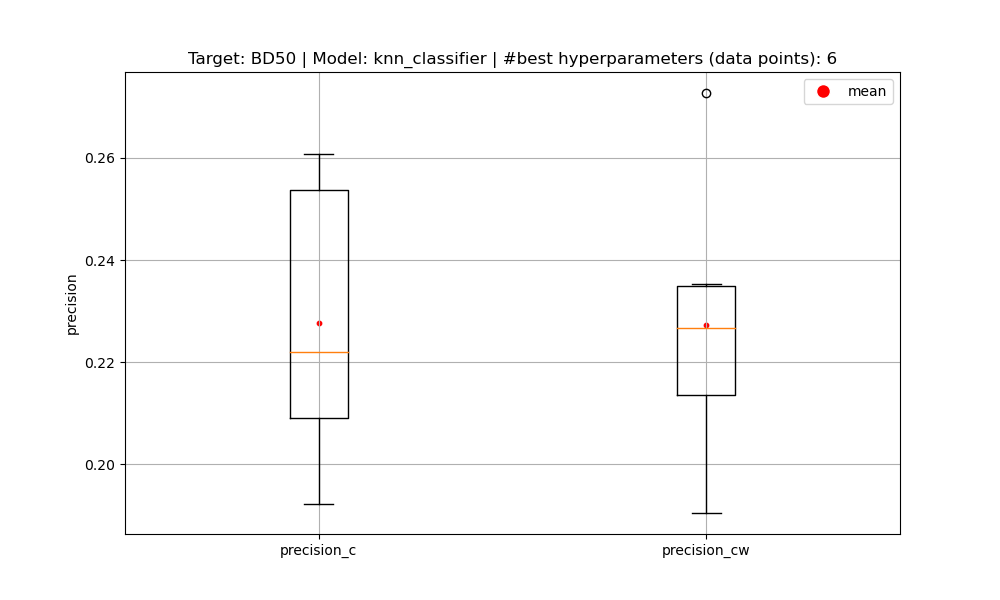 Target: BD50 | Model: knn_classifier | #best hyperparameters (data points): 6
mean
0.26
0.24
0.22
0.20
precision
precision_c
precision_cw